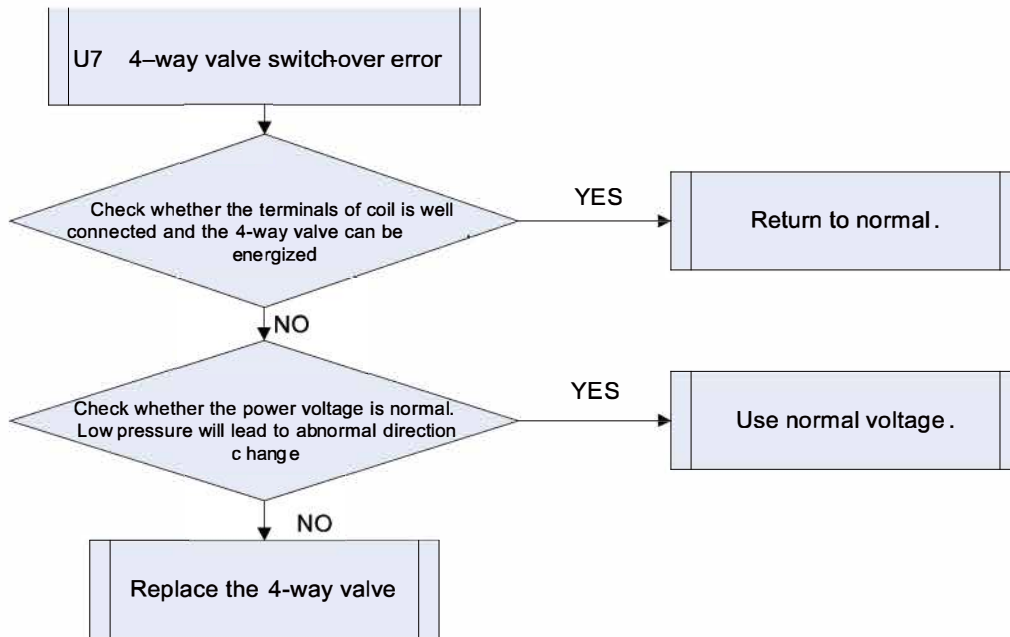 U7 4–way valve switch-over error
Check whether the terminals of coil is well
connected and the 4-way valve can be
energized
YES
Return to normal.
NO
Check whether the power voltage is normal.
Low pressure will lead to abnormal direction
change
YES
Use normal voltage.
NO
Replace the 4-way valve